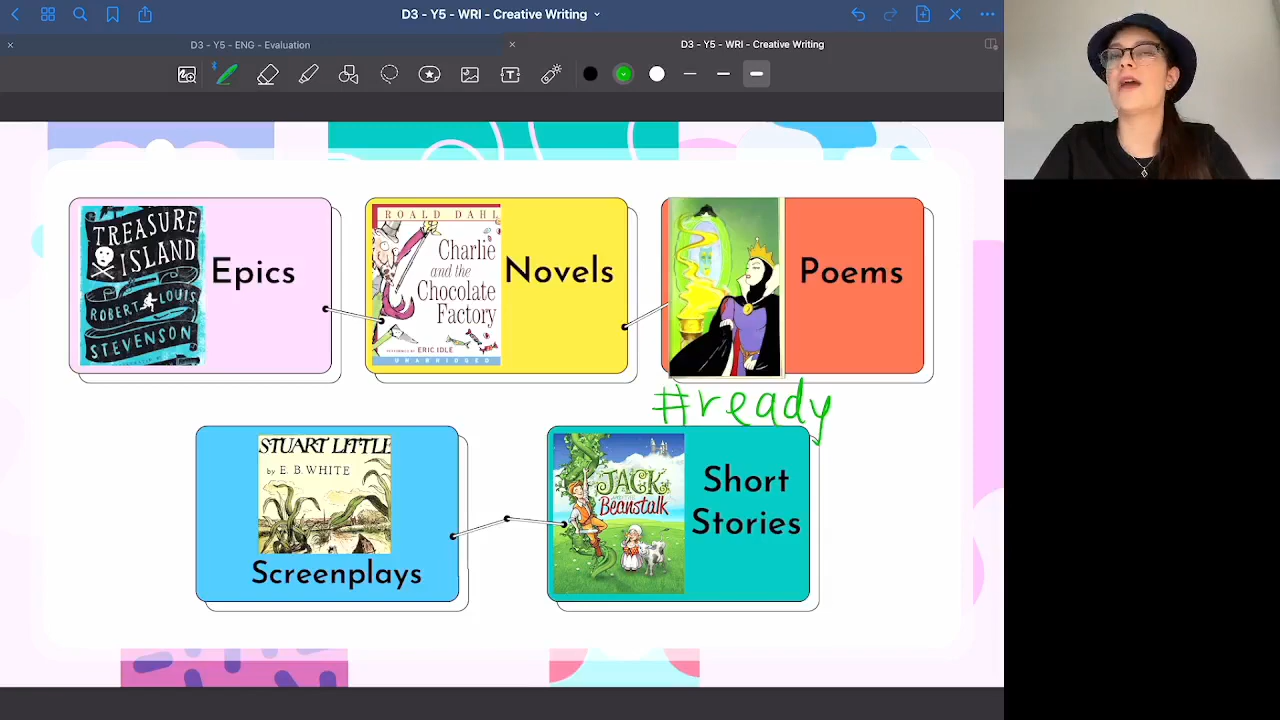 D3 - Y5 - WRI - Creative Writing
D3 - Y5 - ENG - Evaluation
D3 - Y5 - WRI - Creative Writing
TREASURE
ISLAND
ROBERT LOUIS
STEVENSON
Epics
ROALD DAHL
Charlie
and the
Chocolate
Factory
PERFORMED BY ERIC IDLE
UNABRIDGED
Novels
Poems
#ready
STUART LITTLE
by E. B. WHITE
Screenplays
JACK
Beanstalk
Short
Stories